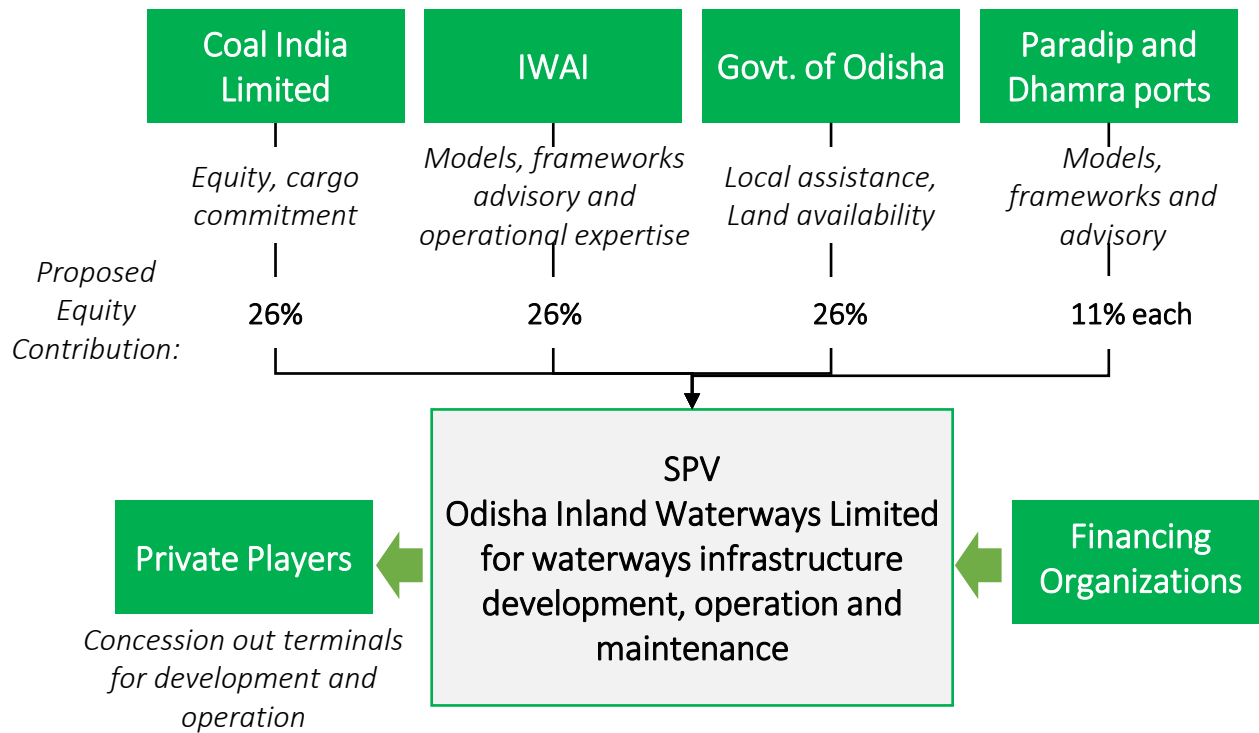 Coal India
Limited
IWAI
Govt. of Odisha
Paradip and
Dhamra ports
Equity, cargo
commitment
Models, frameworks
advisory and
operational expertise
Local assistance,
Land availability
Models,
frameworks and
advisory
Proposed
Equity
Contribution:
26%
26%
26%
11% each
SPV
Odisha Inland Waterways Limited
for waterways infrastructure
development, operation and
maintenance
Private Players
Concession out terminals
for development and
operation
Financing
Organizations